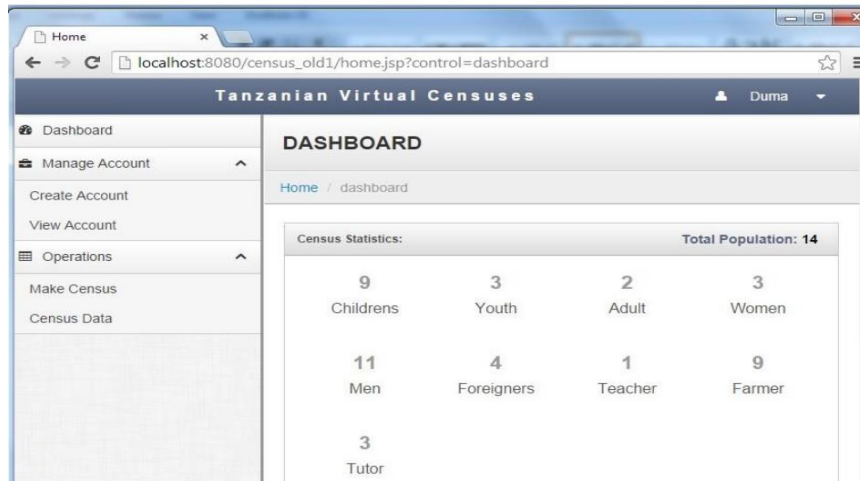 Home
localhost:8080/census_old1/home.jsp?control=dashboard
Tanzanian Virtual Censuses Duma
Dashboard
Manage Account
Create Account
View Account
Operations
Make Census
Census Data
DASHBOARD
Home / dashboard
Census Statistics: Total Population: 14
9 3 2 3
Childrens Youth Adult Women
11 4 1 9
Men Foreigners Teacher Farmer
3
Tutor